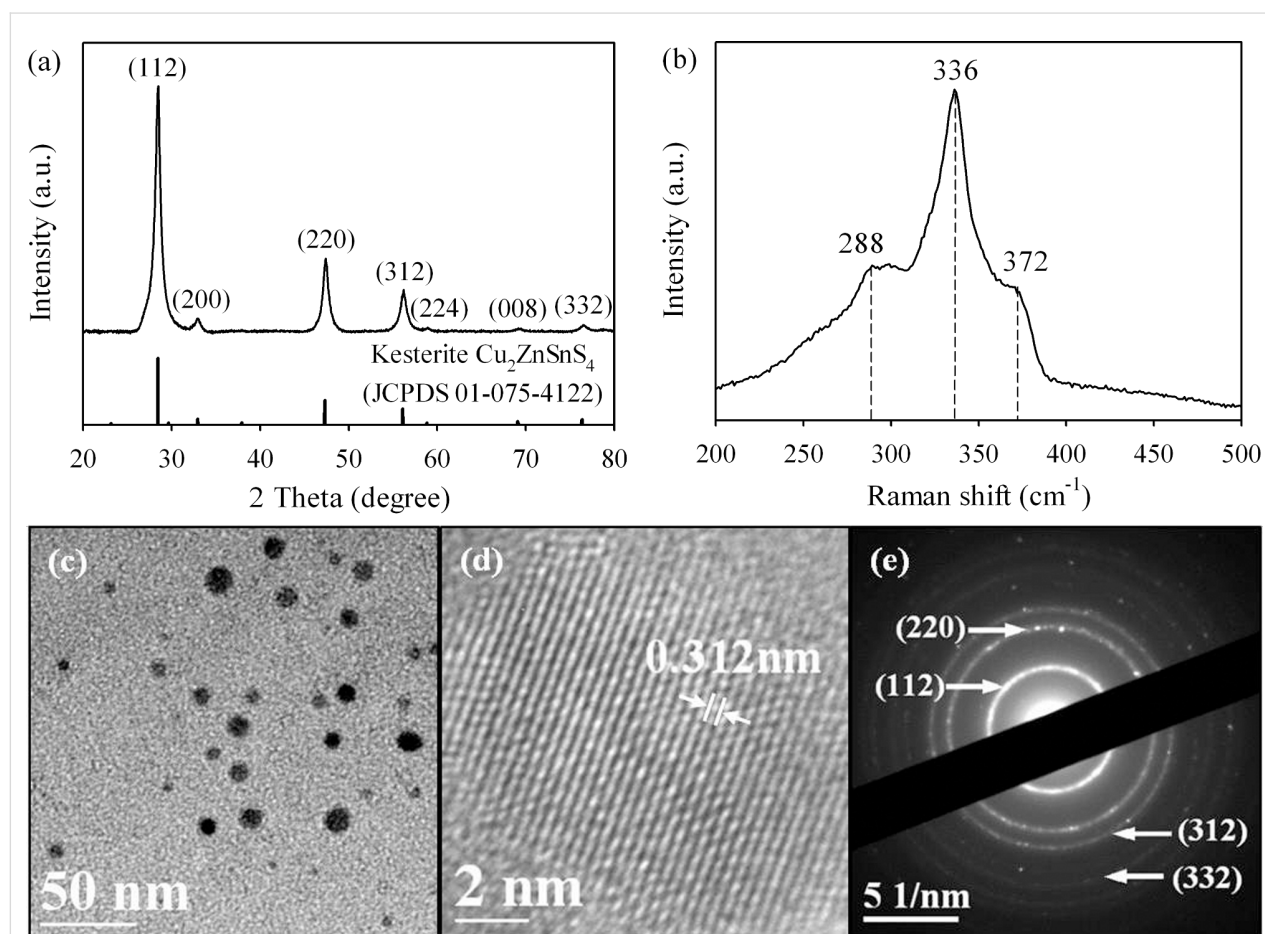 (a)
(112)
(200)
(220)
(312)
(224)
(008)
(332)
Kesterite Cu₂ZnSnS₄
(JCPDS 01-075-4122)
Intensity (a.u.)
20 30 40 50 60 70 80
2 Theta (degree)
(b)
336
288
372
Intensity (a.u.)
200 250 300 350 400 450 500
Raman shift (cm⁻¹)
(c)
50 nm
(d)
0.312nm
2 nm
(e)
(220)
(112)
(312)
(332)
5 1/nm